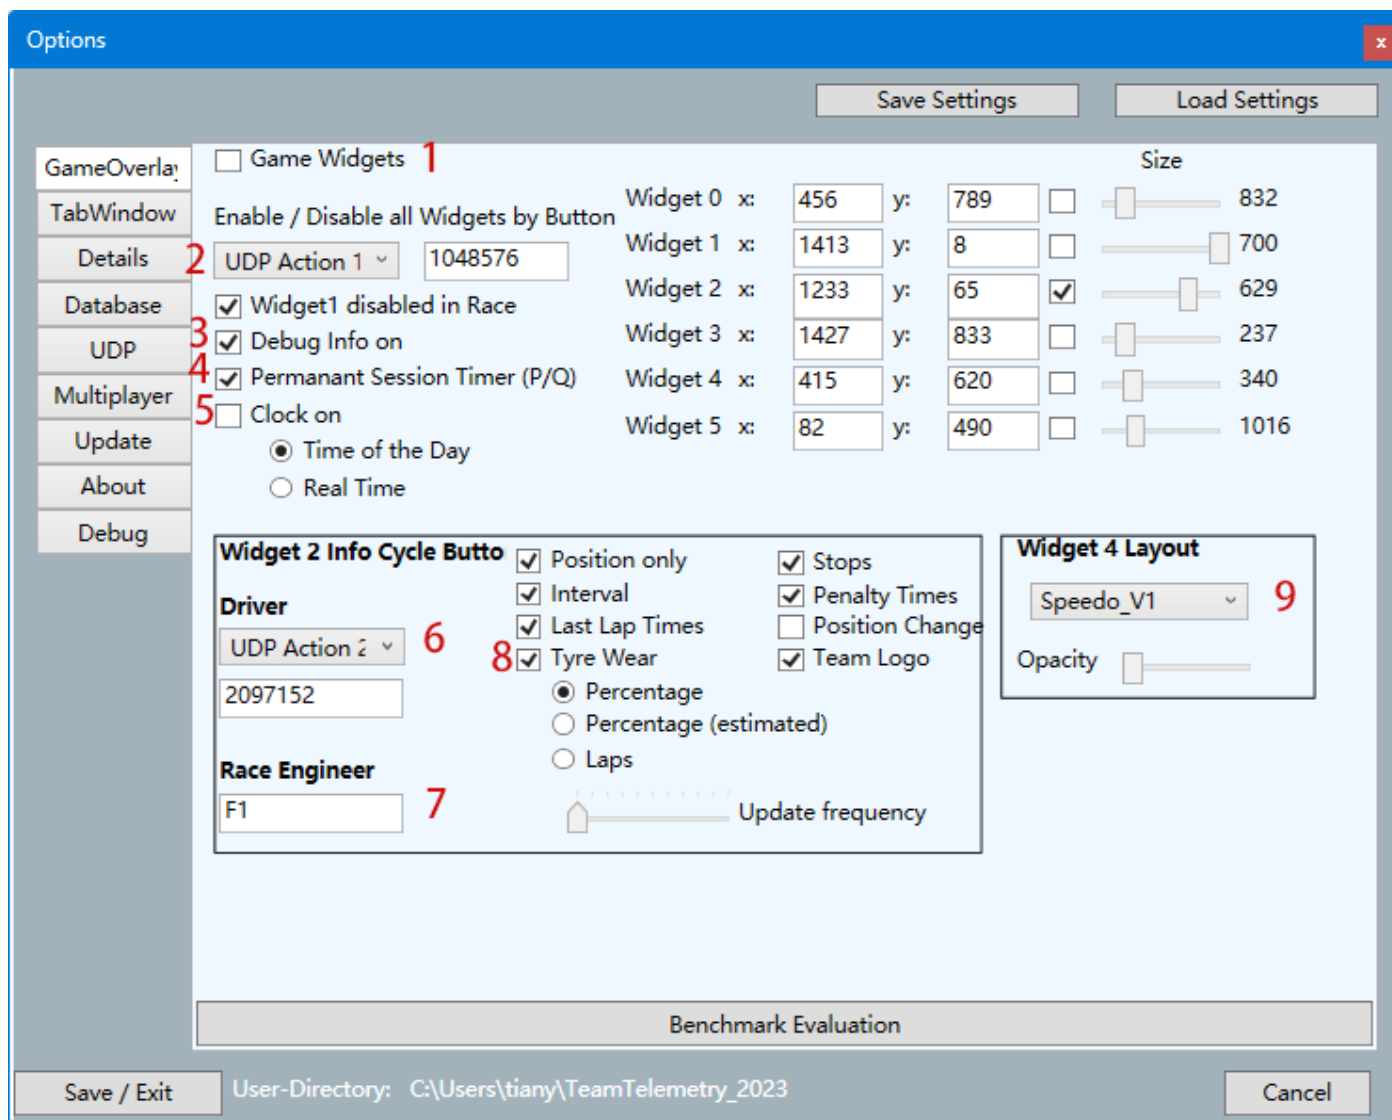 Options
x
Save Settings
Load Settings
GameOverlay
TabWindow
Details
Database
UDP
Multiplayer
Update
About
Debug
Game Widgets 1
Enable / Disable all Widgets by Button
2 UDP Action 1 1048576
Widget1 disabled in Race
3 Debug Info on
4 Permanant Session Timer (P/Q)
5 Clock on
Time of the Day
Real Time
Size
Widget 0 x: 456 y: 789 832
Widget 1 x: 1413 y: 8 700
Widget 2 x: 1233 y: 65 629
Widget 3 x: 1427 y: 833 237
Widget 4 x: 415 y: 620 340
Widget 5 x: 82 y: 490 1016
Widget 2 Info Cycle Butto
Driver
UDP Action 2 6
2097152
Race Engineer
F1 7
Position only
Interval
Last Lap Times
8 Tyre Wear
Percentage
Percentage (estimated)
Laps
Update frequency
Stops
Penalty Times
Position Change
Team Logo
Widget 4 Layout
Speedo_V1 9
Opacity
Benchmark Evaluation
Save / Exit
User-Directory: C:\Users\tiany\TeamTelemetry_2023
Cancel